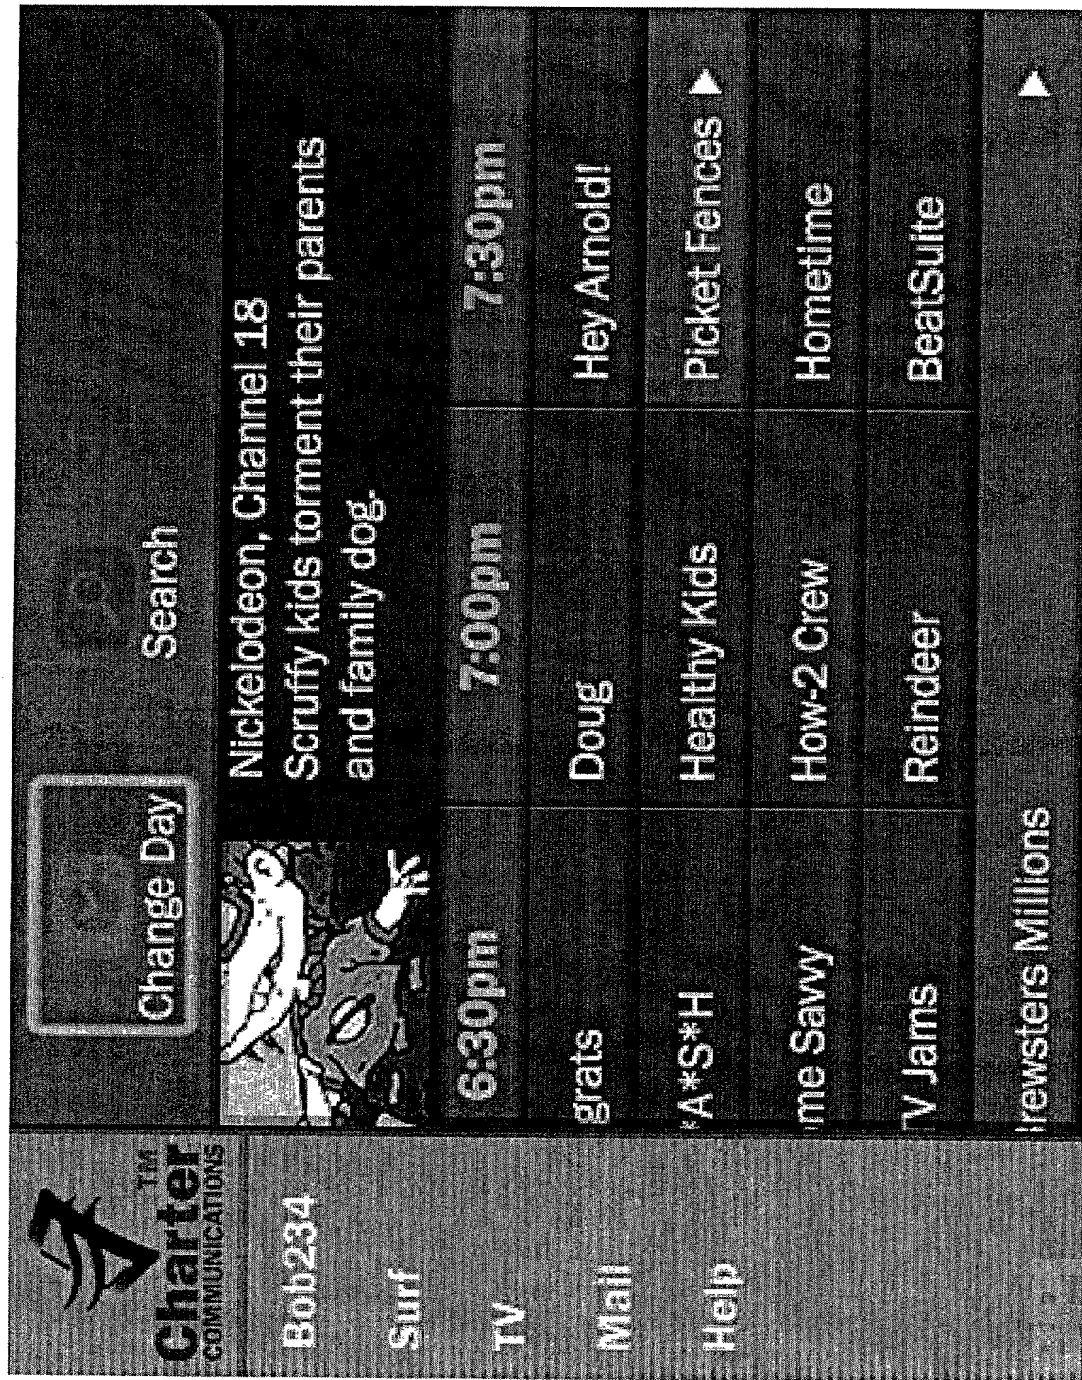 Charter™
COMMUNICATIONS
Bob234
Surf
TV
Mail
Help
Change Day
Search
Nickelodeon, Channel 18
Scruffy kids torment their parents
and family dog.
6:30pm 7:00pm 7:30pm
grats Doug Hey Arnold!
A*S*H Healthy Kids Picket Fences
me Savvy How-2 Crew Hometime
TV Jams Reindeer BeatSuite
rewsters Millions